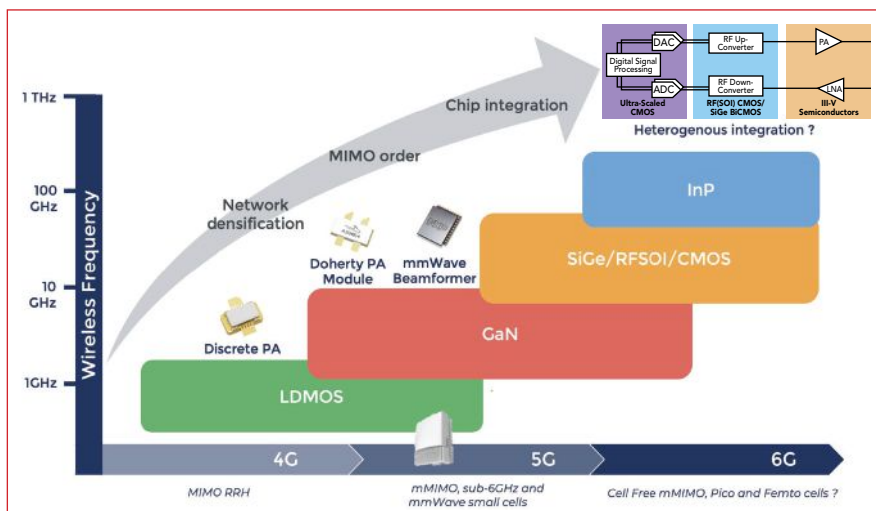 DAC
RF Up-
Converter
PA
Digital Signal
Processing
ADC
RF Down-
Converter
LNA
Ultra-Scaled
CMOS
RF(SOI) CMOS/
SiGe BiCMOS
III-V
Semiconductors
Heterogenous integration ?
Wireless Frequency
1 THz
100
GHz
10
GHz
1GHz
Chip integration
MIMO order
Network
densification
Doherty PA
Module
mmWave
Beamformer
Discrete PA
InP
SiGe/RFSOI/CMOS
GaN
LDMOS
4G
5G
6G
MIMO RRH
mMIMO, sub-6GHz and
mmWave small cells
Cell Free mMIMO, Pico and Femto cells ?